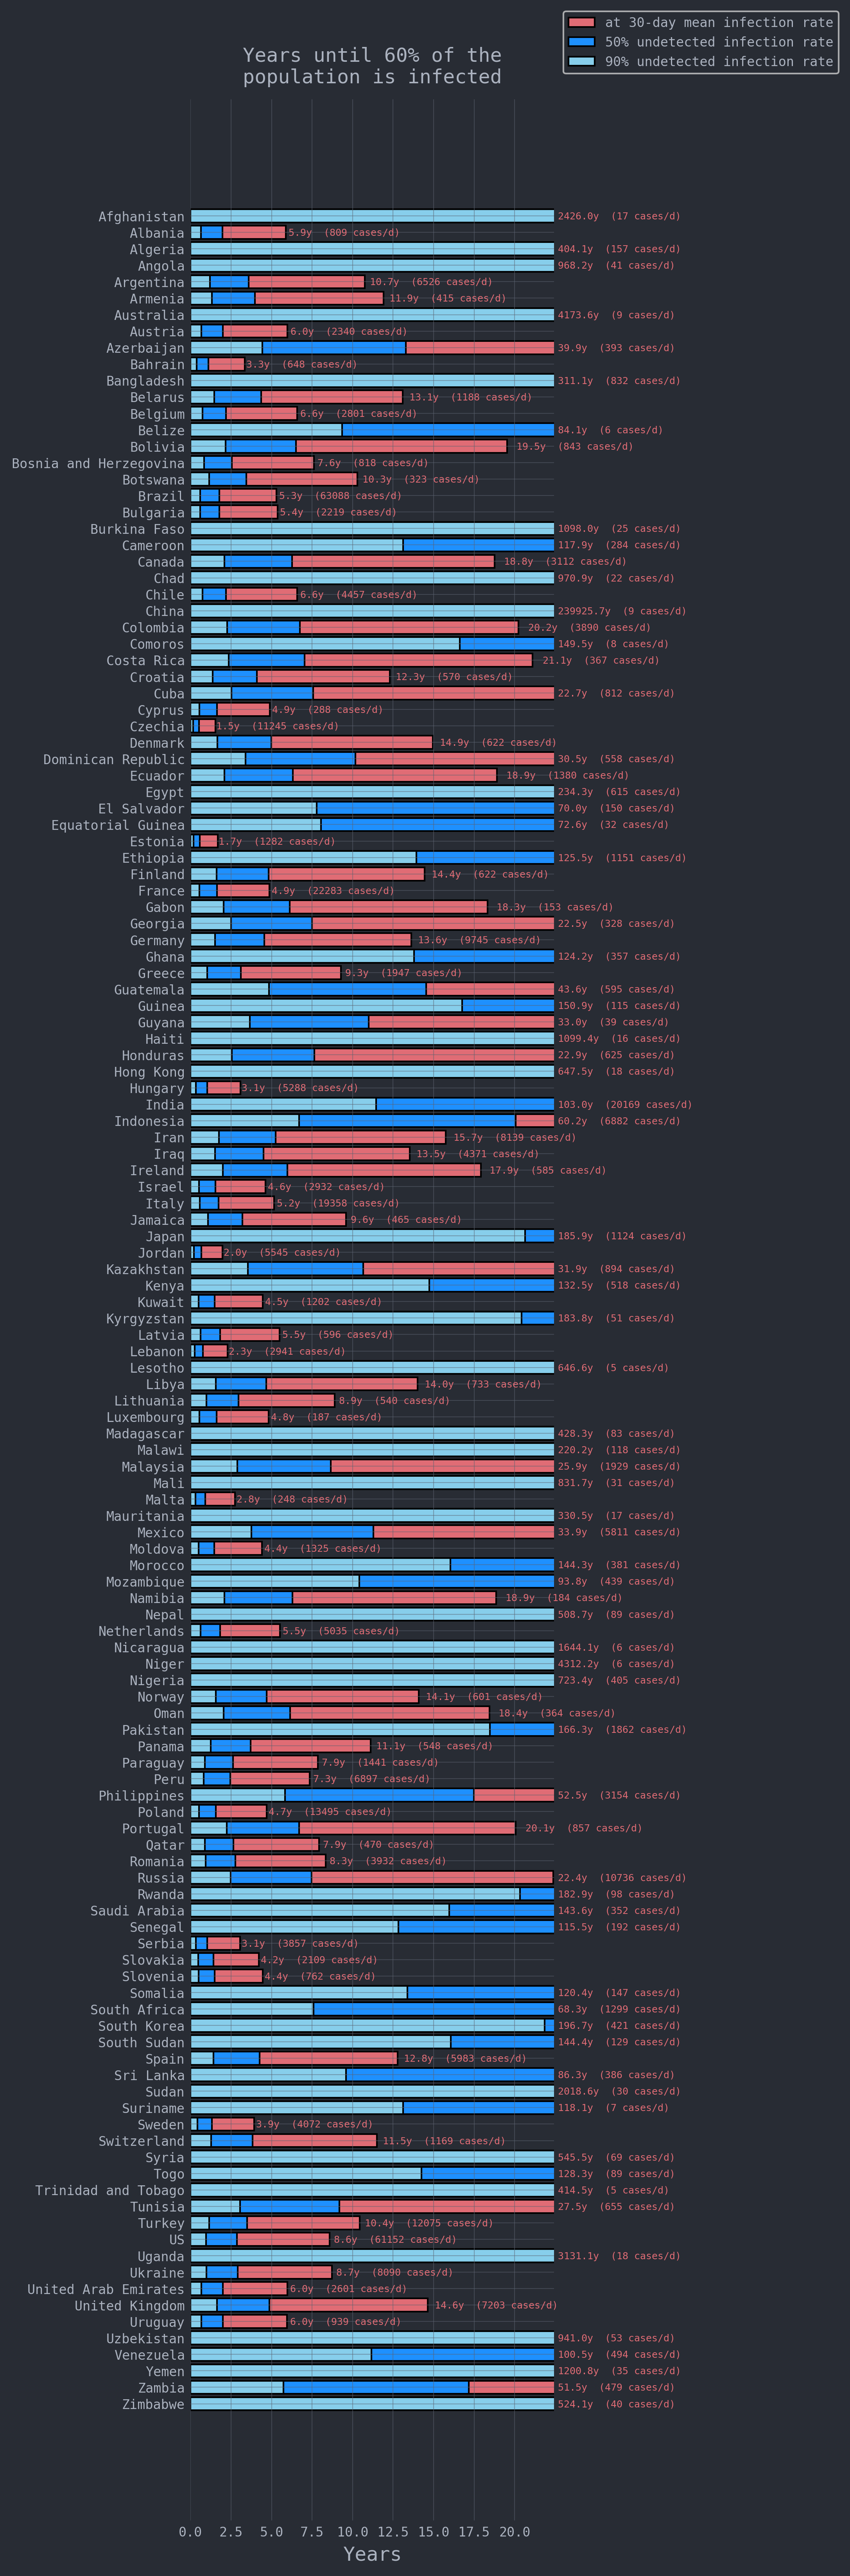 at 30-day mean infection rate
50% undetected infection rate
90% undetected infection rate
Years until 60% of the
population is infected
Afghanistan 2426.0y (17 cases/d)
Albania 5.9y (809 cases/d)
Algeria 404.1y (157 cases/d)
Angola 968.2y (41 cases/d)
Argentina 10.7y (6526 cases/d)
Armenia 11.9y (415 cases/d)
Australia 4173.6y (9 cases/d)
Austria 6.0y (2340 cases/d)
Azerbaijan 39.9y (393 cases/d)
Bahrain 3.3y (648 cases/d)
Bangladesh 311.1y (832 cases/d)
Belarus 13.1y (1188 cases/d)
Belgium 6.6y (2801 cases/d)
Belize 84.1y (6 cases/d)
Bolivia 19.5y (843 cases/d)
Bosnia and Herzegovina 7.6y (818 cases/d)
Botswana 10.3y (323 cases/d)
Brazil 5.3y (63088 cases/d)
Bulgaria 5.4y (2219 cases/d)
Burkina Faso 1098.0y (25 cases/d)
Cameroon 117.9y (284 cases/d)
Canada 18.8y (3112 cases/d)
Chad 970.9y (22 cases/d)
Chile 6.6y (4457 cases/d)
China 239925.7y (9 cases/d)
Colombia 20.2y (3890 cases/d)
Comoros 149.5y (8 cases/d)
Costa Rica 21.1y (367 cases/d)
Croatia 12.3y (570 cases/d)
Cuba 22.7y (812 cases/d)
Cyprus 4.9y (288 cases/d)
Czechia 1.5y (11245 cases/d)
Denmark 14.9y (622 cases/d)
Dominican Republic 30.5y (558 cases/d)
Ecuador 18.9y (1380 cases/d)
Egypt 234.3y (615 cases/d)
El Salvador 70.0y (150 cases/d)
Equatorial Guinea 72.6y (32 cases/d)
Estonia 1.7y (1282 cases/d)
Ethiopia 125.5y (1151 cases/d)
Finland 14.4y (622 cases/d)
France 4.9y (22283 cases/d)
Gabon 18.3y (153 cases/d)
Georgia 22.5y (328 cases/d)
Germany 13.6y (9745 cases/d)
Ghana 124.2y (357 cases/d)
Greece 9.3y (1947 cases/d)
Guatemala 43.6y (595 cases/d)
Guinea 150.9y (115 cases/d)
Guyana 33.0y (39 cases/d)
Haiti 1099.4y (16 cases/d)
Honduras 22.9y (625 cases/d)
Hong Kong 647.5y (18 cases/d)
Hungary 3.1y (5288 cases/d)
India 103.0y (20169 cases/d)
Indonesia 60.2y (6882 cases/d)
Iran 15.7y (8139 cases/d)
Iraq 13.5y (4371 cases/d)
Ireland 17.9y (585 cases/d)
Israel 4.6y (2932 cases/d)
Italy 5.2y (19358 cases/d)
Jamaica 9.6y (465 cases/d)
Japan 185.9y (1124 cases/d)
Jordan 2.0y (5545 cases/d)
Kazakhstan 31.9y (894 cases/d)
Kenya 132.5y (518 cases/d)
Kuwait 4.5y (1202 cases/d)
Kyrgyzstan 183.8y (51 cases/d)
Latvia 5.5y (596 cases/d)
Lebanon 2.3y (2941 cases/d)
Lesotho 646.6y (5 cases/d)
Libya 14.0y (733 cases/d)
Lithuania 8.9y (540 cases/d)
Luxembourg 4.8y (187 cases/d)
Madagascar 428.3y (83 cases/d)
Malawi 220.2y (118 cases/d)
Malaysia 25.9y (1929 cases/d)
Mali 831.7y (31 cases/d)
Malta 2.8y (248 cases/d)
Mauritania 330.5y (17 cases/d)
Mexico 33.9y (5811 cases/d)
Moldova 4.4y (1325 cases/d)
Morocco 144.3y (381 cases/d)
Mozambique 93.8y (439 cases/d)
Namibia 18.9y (184 cases/d)
Nepal 508.7y (89 cases/d)
Netherlands 5.5y (5035 cases/d)
Nicaragua 1644.1y (6 cases/d)
Niger 4312.2y (6 cases/d)
Nigeria 723.4y (405 cases/d)
Norway 14.1y (601 cases/d)
Oman 18.4y (364 cases/d)
Pakistan 166.3y (1862 cases/d)
Panama 11.1y (548 cases/d)
Paraguay 7.9y (1441 cases/d)
Peru 7.3y (6897 cases/d)
Philippines 52.5y (3154 cases/d)
Poland 4.7y (13495 cases/d)
Portugal 20.1y (857 cases/d)
Qatar 7.9y (470 cases/d)
Romania 8.3y (3932 cases/d)
Russia 22.4y (10736 cases/d)
Rwanda 182.9y (98 cases/d)
Saudi Arabia 143.6y (352 cases/d)
Senegal 115.5y (192 cases/d)
Serbia 3.1y (3857 cases/d)
Slovakia 4.2y (2109 cases/d)
Slovenia 4.4y (762 cases/d)
Somalia 120.4y (147 cases/d)
South Africa 68.3y (1299 cases/d)
South Korea 196.7y (421 cases/d)
South Sudan 144.4y (129 cases/d)
Spain 12.8y (5983 cases/d)
Sri Lanka 86.3y (386 cases/d)
Sudan 2018.6y (30 cases/d)
Suriname 118.1y (7 cases/d)
Sweden 3.9y (4072 cases/d)
Switzerland 11.5y (1169 cases/d)
Syria 545.5y (69 cases/d)
Togo 128.3y (89 cases/d)
Trinidad and Tobago 414.5y (5 cases/d)
Tunisia 27.5y (655 cases/d)
Turkey 10.4y (12075 cases/d)
US 8.6y (61152 cases/d)
Uganda 3131.1y (18 cases/d)
Ukraine 8.7y (8090 cases/d)
United Arab Emirates 6.0y (2601 cases/d)
United Kingdom 14.6y (7203 cases/d)
Uruguay 6.0y (939 cases/d)
Uzbekistan 941.0y (53 cases/d)
Venezuela 100.5y (494 cases/d)
Yemen 1200.8y (35 cases/d)
Zambia 51.5y (479 cases/d)
Zimbabwe 524.1y (40 cases/d)
0.0 2.5 5.0 7.5 10.0 12.5 15.0 17.5 20.0
Years